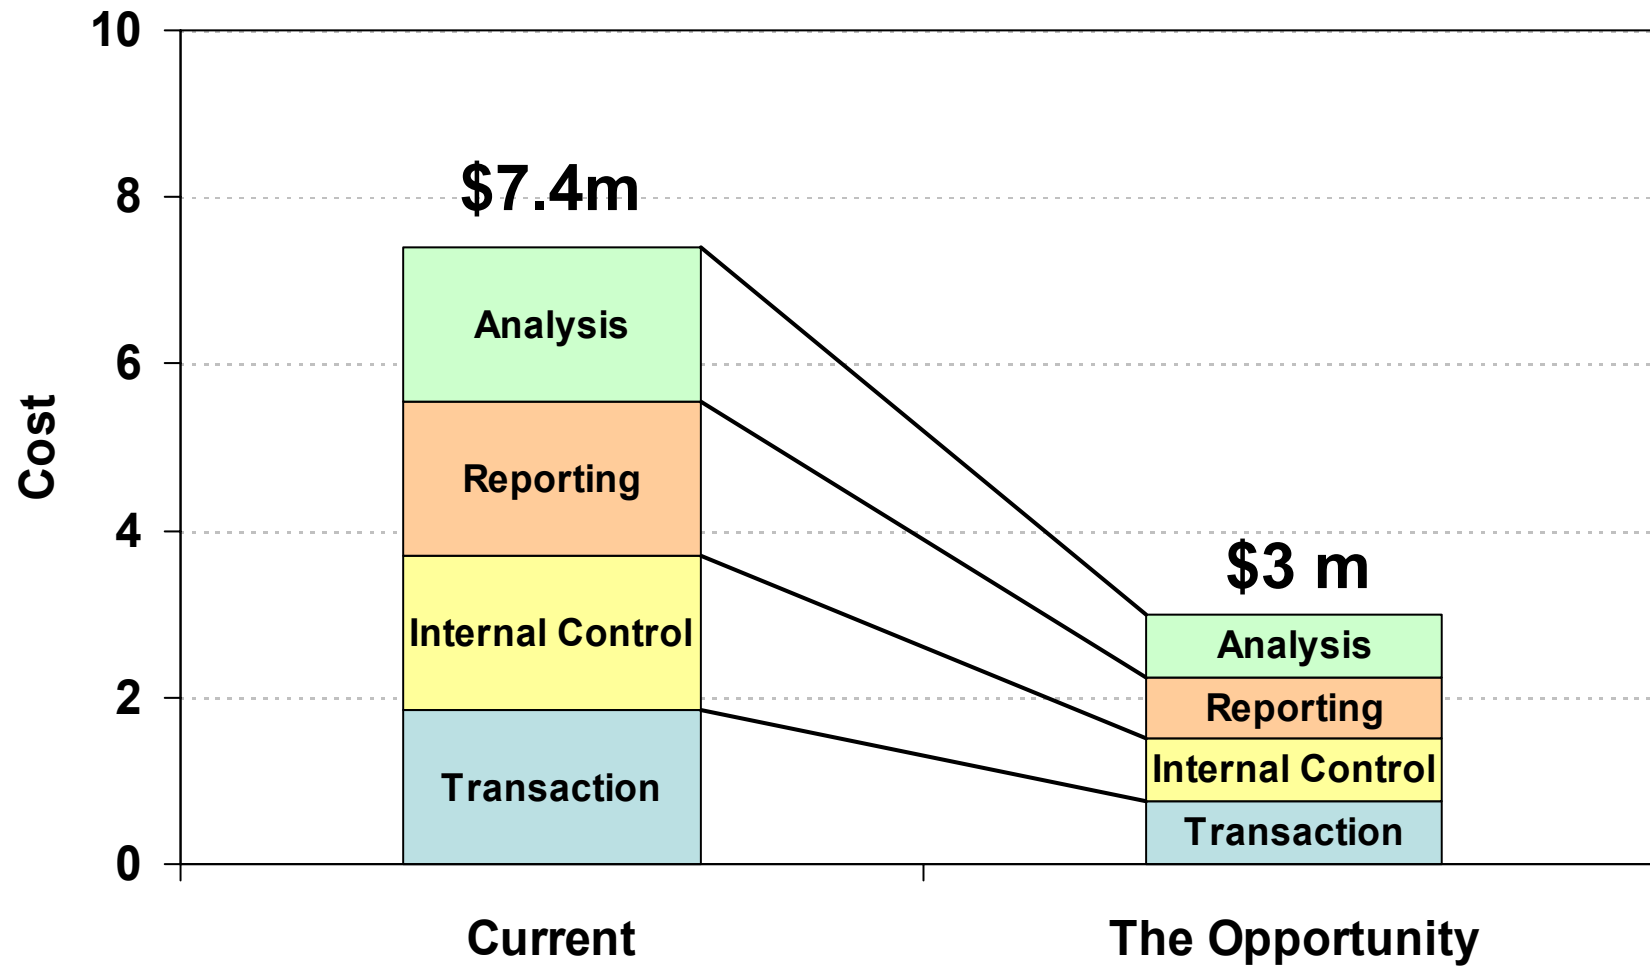 10
8
6
4
2
0
Cost
$7.4m
Analysis
Reporting
Internal Control
Transaction
$3 m
Analysis
Reporting
Internal Control
Transaction
Current
The Opportunity